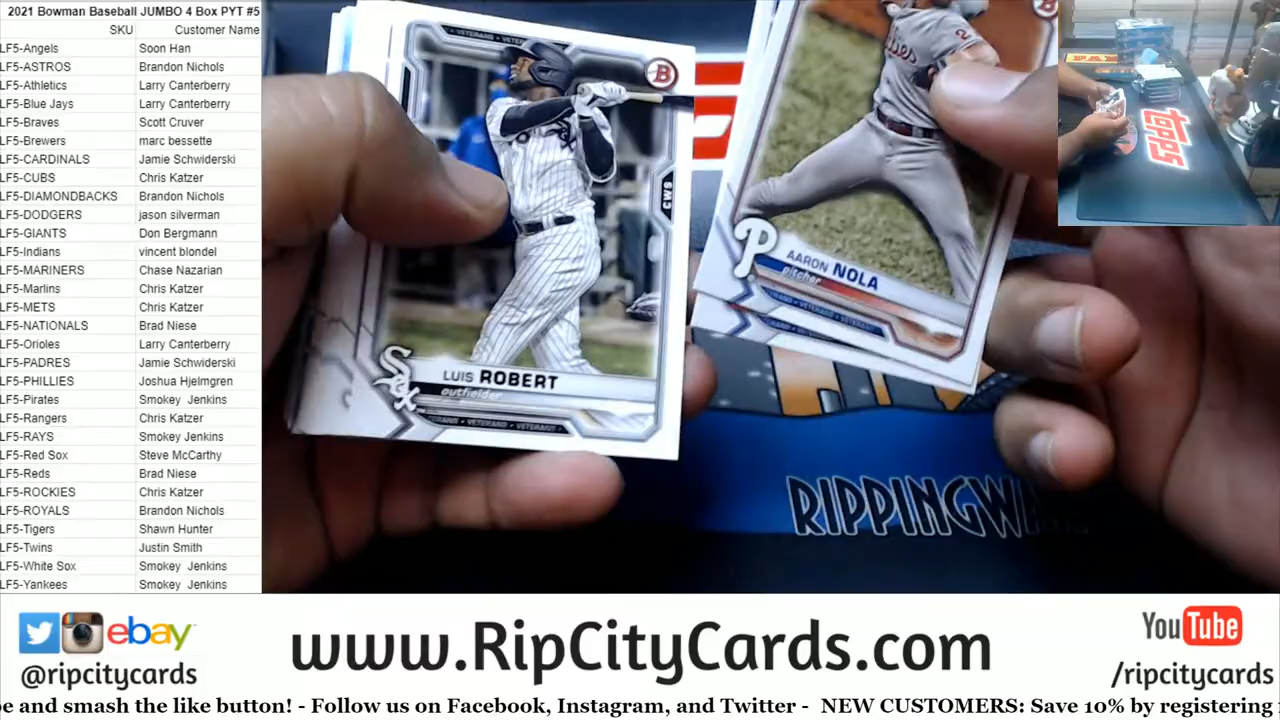 2021 Bowman Baseball JUMBO 4 Box PYT #5
SKU Customer Name
LF5-Angels Soon Han
LF5-ASTROS Brandon Nichols
LF5-Athletics Larry Canterberry
LF5-Blue Jays Larry Canterberry
LF5-Braves Scott Cruver
LF5-Brewers marc bessette
LF5-CARDINALS Jamie Schwiderski
LF5-CUBS Chris Katzer
LF5-DIAMONDBACKS Brandon Nichols
LF5-DODGERS jason silverman
LF5-GIANTS Don Bergmann
LF5-Indians vincent blondel
LF5-MARINERS Chase Nazarian
LF5-Marlins Chris Katzer
LF5-METS Chris Katzer
LF5-NATIONALS Brad Niese
LF5-Orioles Larry Canterberry
LF5-PADRES Jamie Schwiderski
LF5-PHILLIES Joshua Hjelmgren
LF5-Pirates Smokey Jenkins
LF5-Rangers Chris Katzer
LF5-RAYS Smokey Jenkins
LF5-Red Sox Steve McCarthy
LF5-Reds Brad Niese
LF5-ROCKIES Chris Katzer
LF5-ROYALS Brandon Nichols
LF5-Tigers Shawn Hunter
LF5-Twins Justin Smith
LF5-White Sox Smokey Jenkins
LF5-Yankees Smokey Jenkins
VETERANS
B
CWS
Sox
LUIS ROBERT
outfielder
VETERANS • VETERANS
P
AARON NOLA
pitcher
VETERANS
topps
RIPPINGW
ebay
@ripcitycards
www.RipCityCards.com
YouTube
/ripcitycards
e and smash the like button! - Follow us on Facebook, Instagram, and Twitter - NEW CUSTOMERS: Save 10% by registering